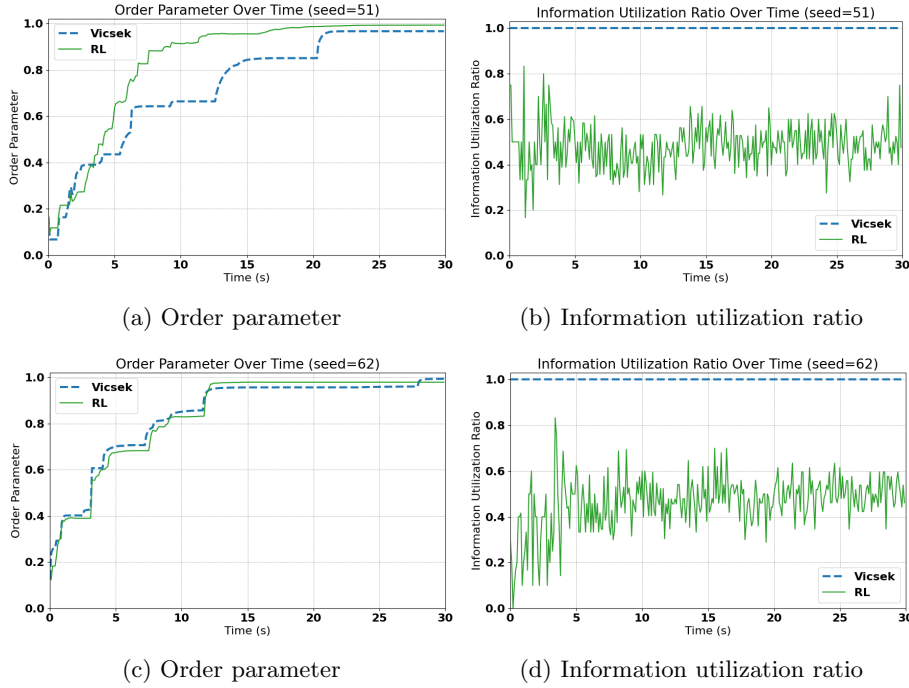 Order Parameter Over Time (seed=51)
Order Parameter
1.0
0.8
0.6
0.4
0.2
0.0
Vicsek
RL
0 5 10 15 20 25 30
Time (s)
(a) Order parameter
Information Utilization Ratio Over Time (seed=51)
Information Utilization Ratio
1.0
0.8
0.6
0.4
0.2
0.0
Vicsek
RL
0 5 10 15 20 25 30
Time (s)
(b) Information utilization ratio
Order Parameter Over Time (seed=62)
Order Parameter
1.0
0.8
0.6
0.4
0.2
0.0
Vicsek
RL
0 5 10 15 20 25 30
Time (s)
(c) Order parameter
Information Utilization Ratio Over Time (seed=62)
Information Utilization Ratio
1.0
0.8
0.6
0.4
0.2
0.0
Vicsek
RL
0 5 10 15 20 25 30
Time (s)
(d) Information utilization ratio